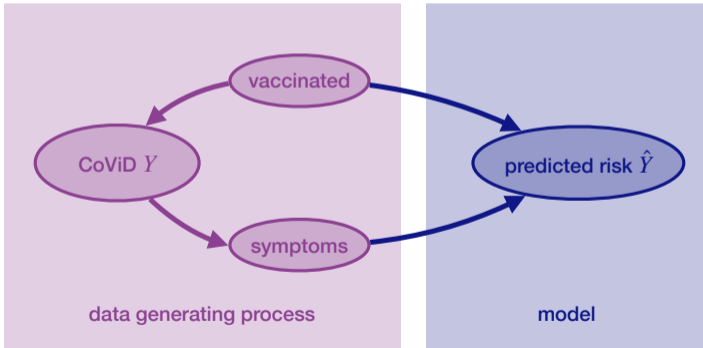 vaccinated
CoViD Y
predicted risk Ŷ
symptoms
data generating process
model